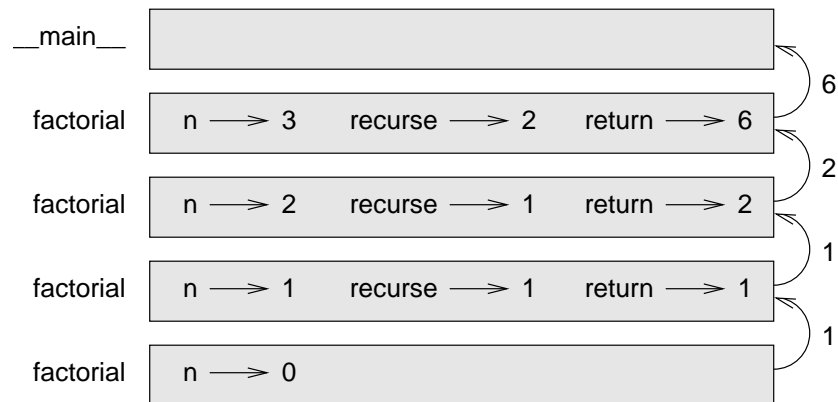 __main__
6
factorial n 3 recurse 2 return 6
2
factorial n 2 recurse 1 return 2
1
factorial n 1 recurse 1 return 1
1
factorial n 0